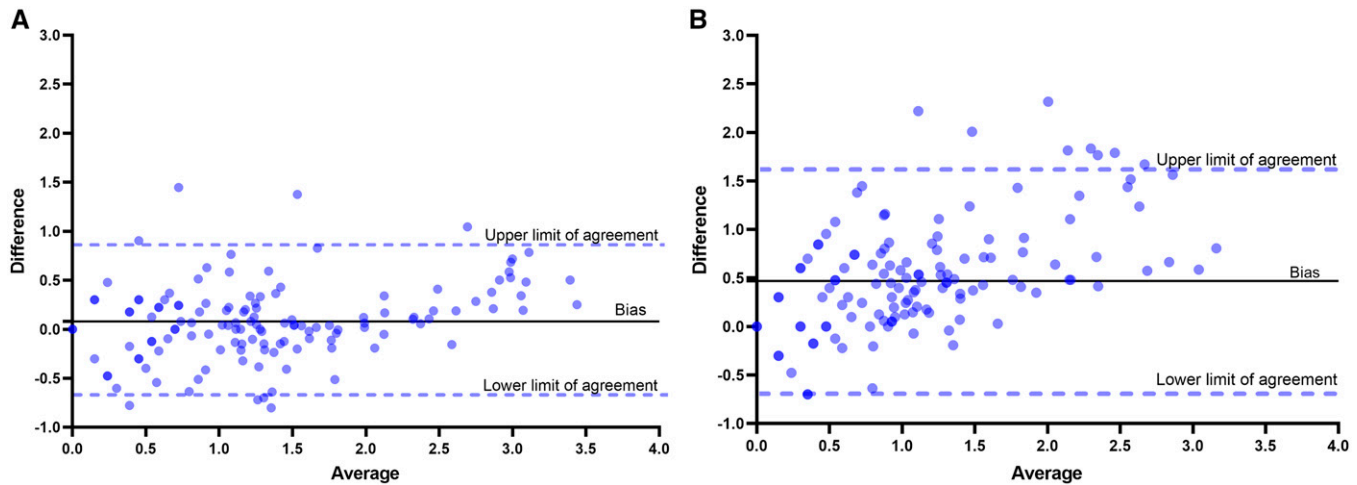 A
3.0
2.5
2.0
1.5
1.0
0.5
0.0
-0.5
-1.0
Difference
Upper limit of agreement
Bias
Lower limit of agreement
0.0 0.5 1.0 1.5 2.0 2.5 3.0 3.5 4.0
Average
B
3.0
2.5
2.0
1.5
1.0
0.5
0.0
-0.5
-1.0
Difference
Upper limit of agreement
Bias
Lower limit of agreement
0.0 0.5 1.0 1.5 2.0 2.5 3.0 3.5 4.0
Average